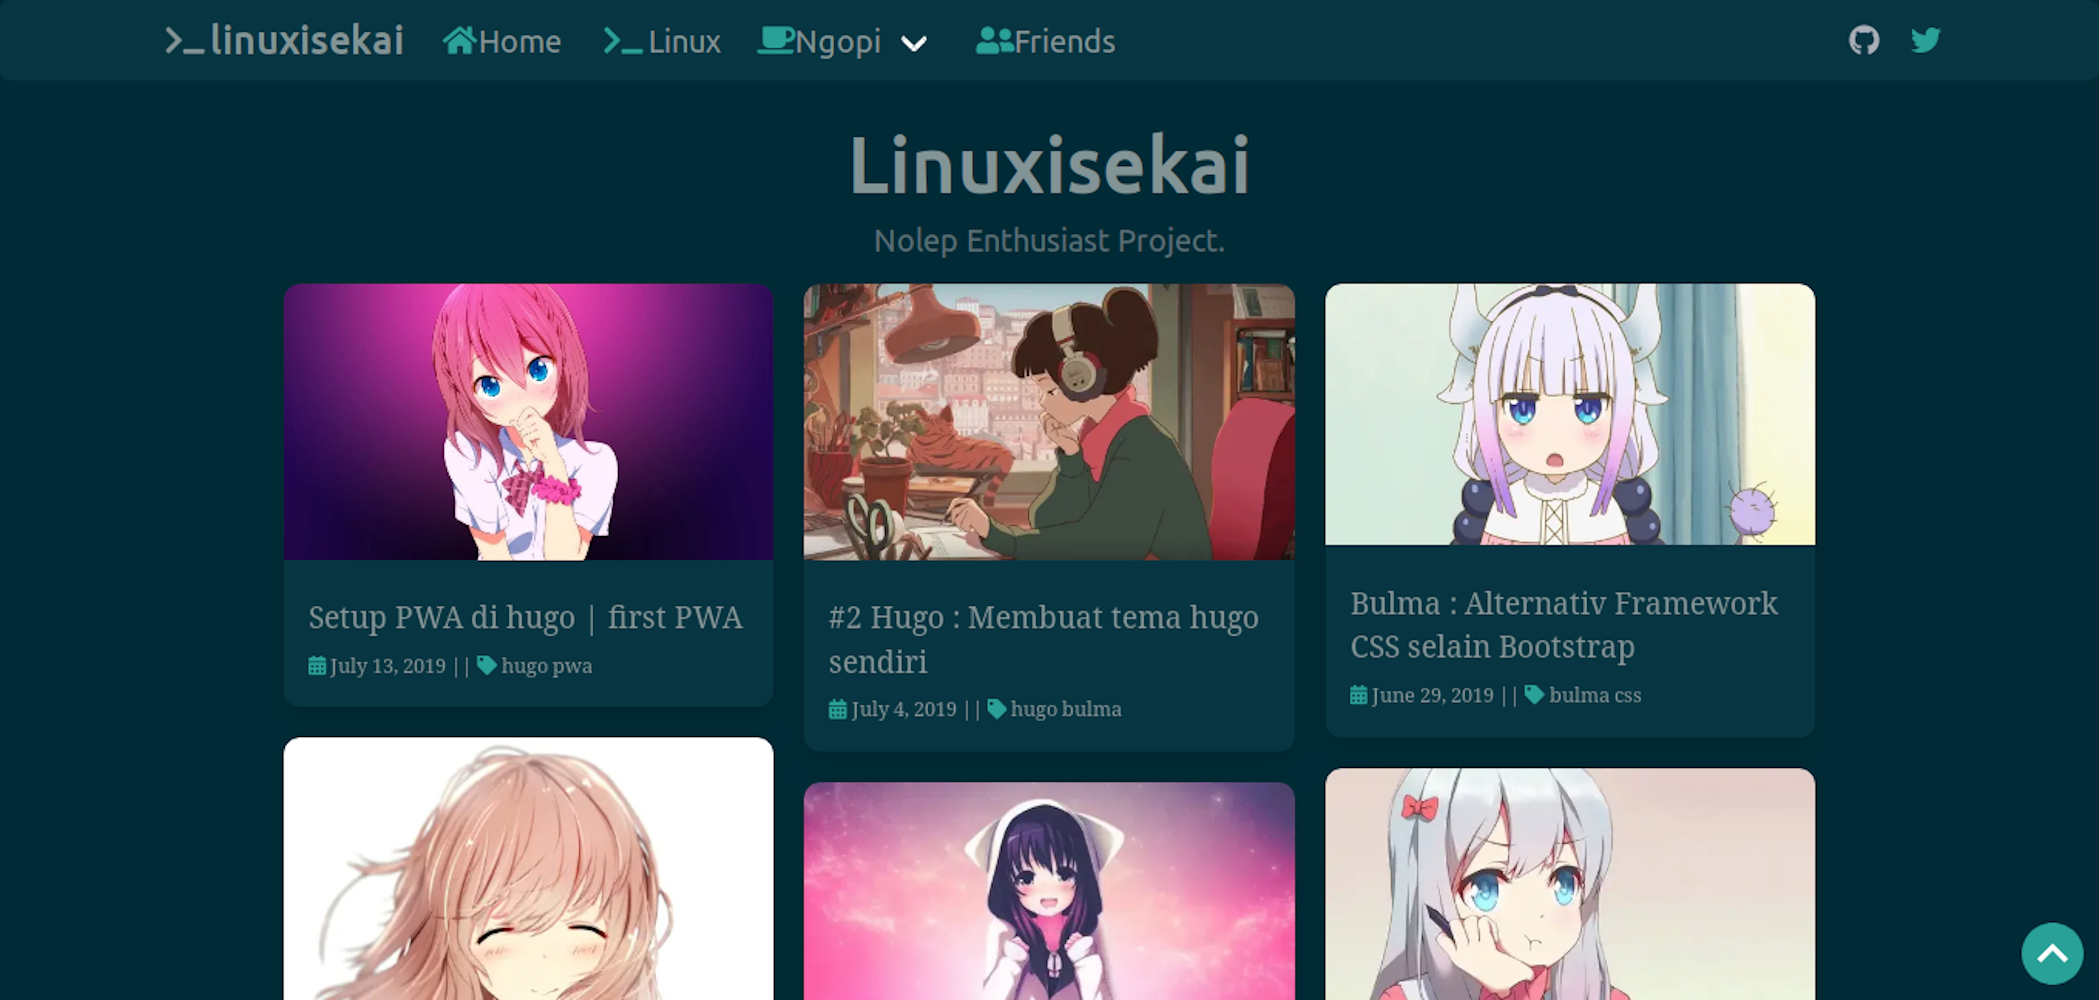 linuxisekai Home Linux Ngopi Friends
Linuxisekai
Nolep Enthusiast Project.
Setup PWA di hugo | first PWA
July 13, 2019 || hugo pwa
#2 Hugo : Membuat tema hugo
sendiri
July 4, 2019 || hugo bulma
Bulma : Alternativ Framework
CSS selain Bootstrap
June 29, 2019 || bulma css